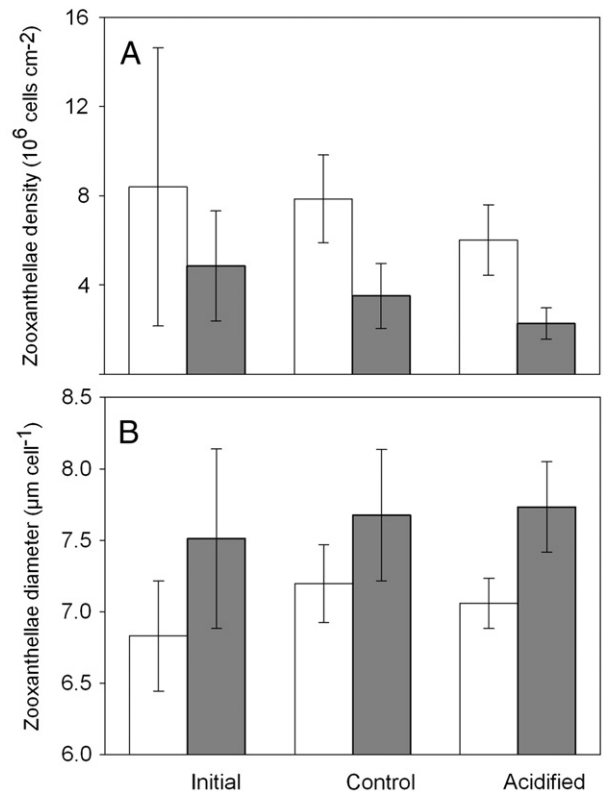 16
A
12
8
4
Zooxanthellae density (10⁶ cells cm-2)
8.5
B
8.0
7.5
7.0
6.5
6.0
Zooxanthellae diameter (µm cell⁻¹)
Initial Control Acidified